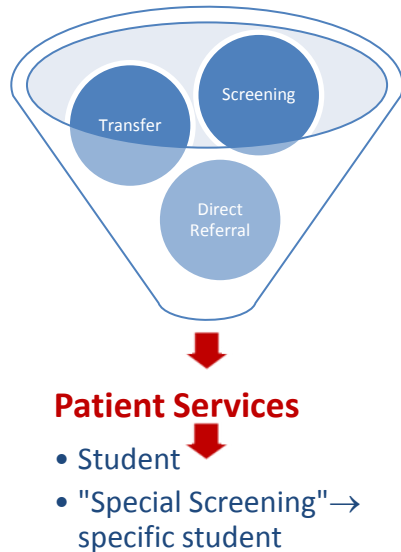 Screening
Transfer
Direct
Referral
Patient Services
• Student
• "Special Screening"→
specific student